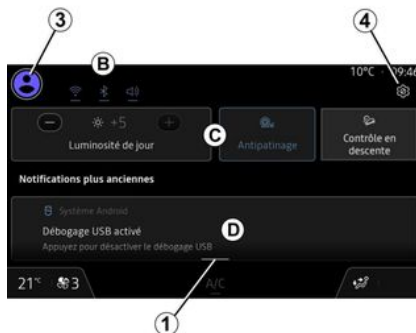 3
4
B
10°C 09:46
+5
Luminosité de jour
C
Antipatinage
Contrôle en
descente
Notifications plus anciennes
Système Android
Débogage USB activé
Appuyez pour désactiver le débogage USB
D
21°C 3
A/C
1